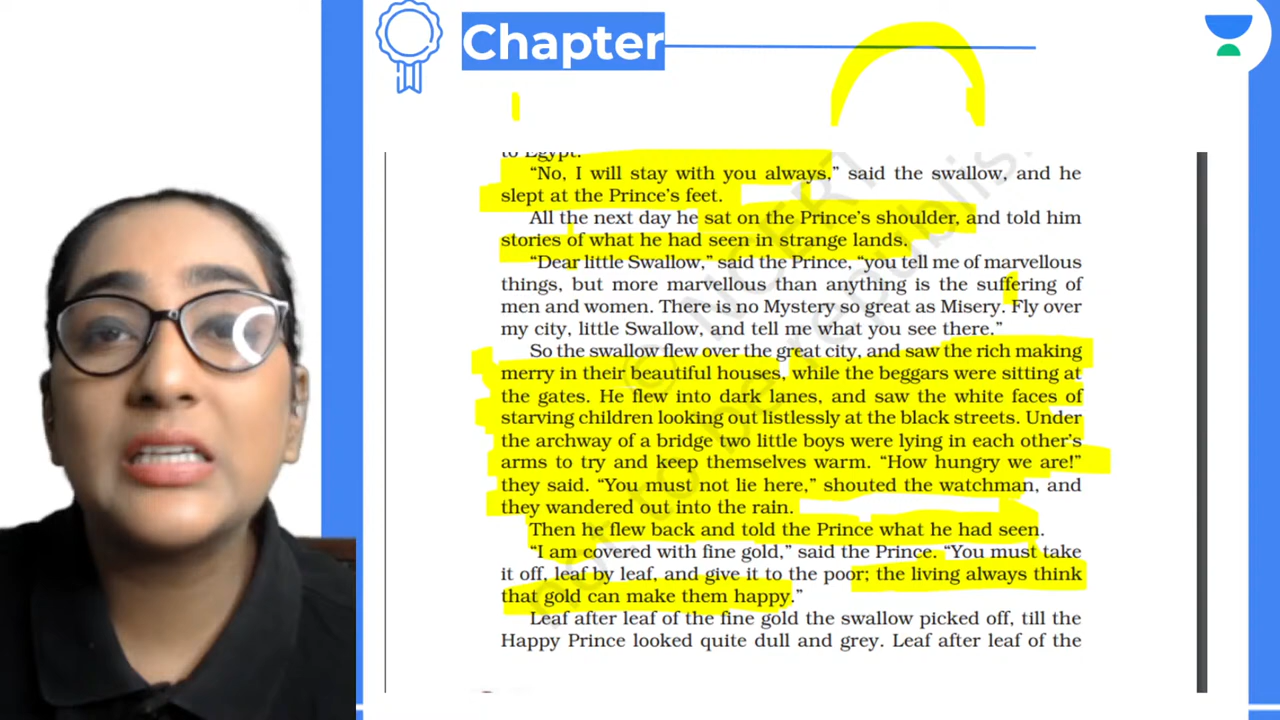 Chapter
to Egypt.
“No, I will stay with you always,” said the swallow, and he
slept at the Prince’s feet.
All the next day he sat on the Prince’s shoulder, and told him
stories of what he had seen in strange lands.
“Dear little Swallow,” said the Prince, “you tell me of marvellous
things, but more marvellous than anything is the suffering of
men and women. There is no Mystery so great as Misery. Fly over
my city, little Swallow, and tell me what you see there.”
So the swallow flew over the great city, and saw the rich making
merry in their beautiful houses, while the beggars were sitting at
the gates. He flew into dark lanes, and saw the white faces of
starving children looking out listlessly at the black streets. Under
the archway of a bridge two little boys were lying in each other’s
arms to try and keep themselves warm. “How hungry we are!”
they said. “You must not lie here,” shouted the watchman, and
they wandered out into the rain.
Then he flew back and told the Prince what he had seen.
“I am covered with fine gold,” said the Prince. “You must take
it off, leaf by leaf, and give it to the poor; the living always think
that gold can make them happy.”
Leaf after leaf of the fine gold the swallow picked off, till the
Happy Prince looked quite dull and grey. Leaf after leaf of the
© NCERT
not to be republis